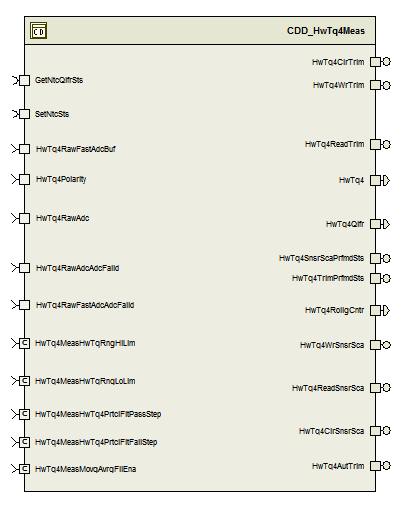 CD
CDD_HwTq4Meas
GetNtcQlfrSts
SetNtcSts
HwTq4RawFastAdcBuf
HwTq4Polarity
HwTq4RawAdc
HwTq4RawAdcAdcFaild
HwTq4RawFastAdcAdcFaild
C HwTq4MeasHwTqRngHiLim
C HwTq4MeasHwTqRngLoLim
C HwTq4MeasHwTq4PrtclFltPassStep
C HwTq4MeasHwTq4PrtclFltFailStep
C HwTq4MeasMovgAvrgFilEna
HwTq4ClrTrim
HwTq4WrTrim
HwTq4ReadTrim
HwTq4
HwTq4Qlfr
HwTq4SnsrScaPrfmdSts
HwTq4TrimPrfmdSts
HwTq4RollgCntr
HwTq4WrSnsrSca
HwTq4ReadSnsrSca
HwTq4ClrSnsrSca
HwTq4AutTrim